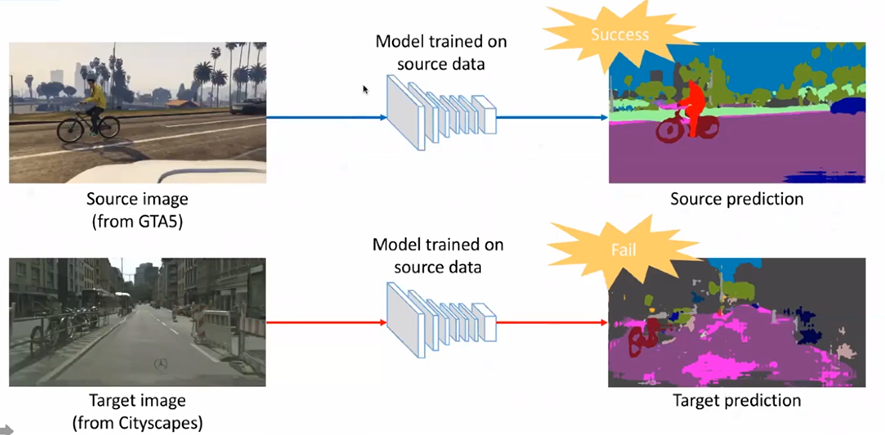 Model trained on
source data
Success
Source image
(from GTA5)
Source prediction
Model trained on
source data
Fail
Target image
(from Cityscapes)
Target prediction